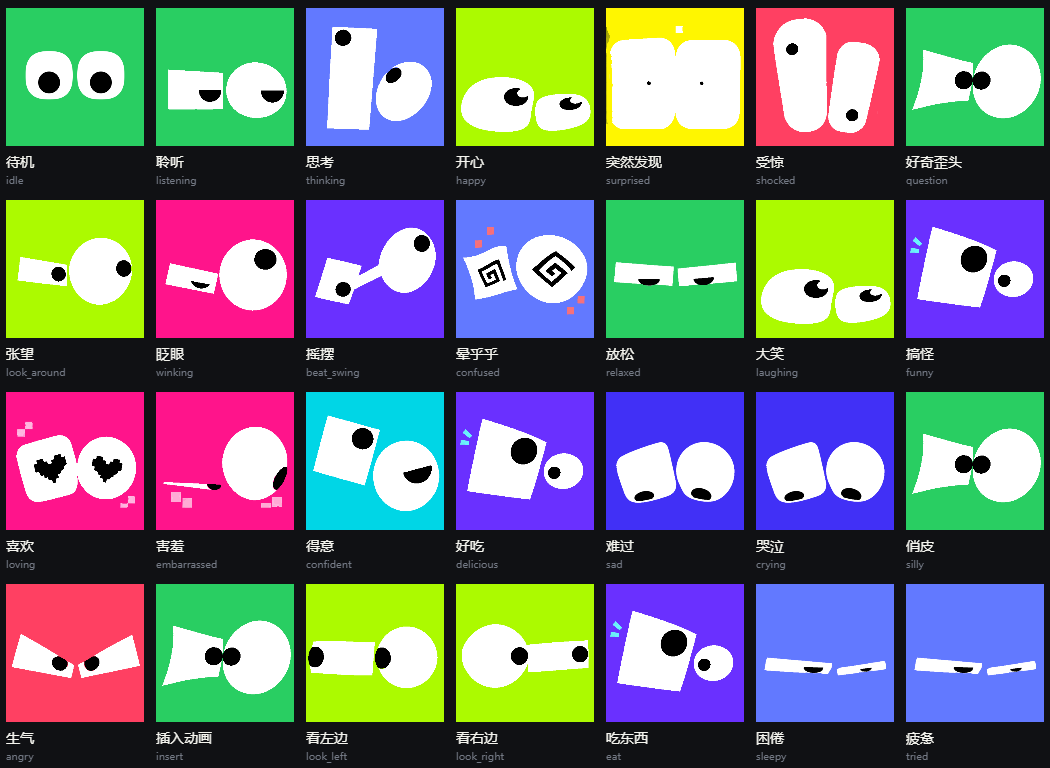 待机
idle
聆听
listening
思考
thinking
开心
happy
突然发现
surprised
受惊
shocked
好奇歪头
question
张望
look_around
眨眼
winking
摇摆
beat_swing
晕乎乎
confused
放松
relaxed
大笑
laughing
搞怪
funny
喜欢
loving
害羞
embarrassed
得意
confident
好吃
delicious
难过
sad
哭泣
crying
俏皮
silly
生气
angry
插入动画
insert
看左边
look_left
看右边
look_right
吃东西
eat
困倦
sleepy
疲惫
tried